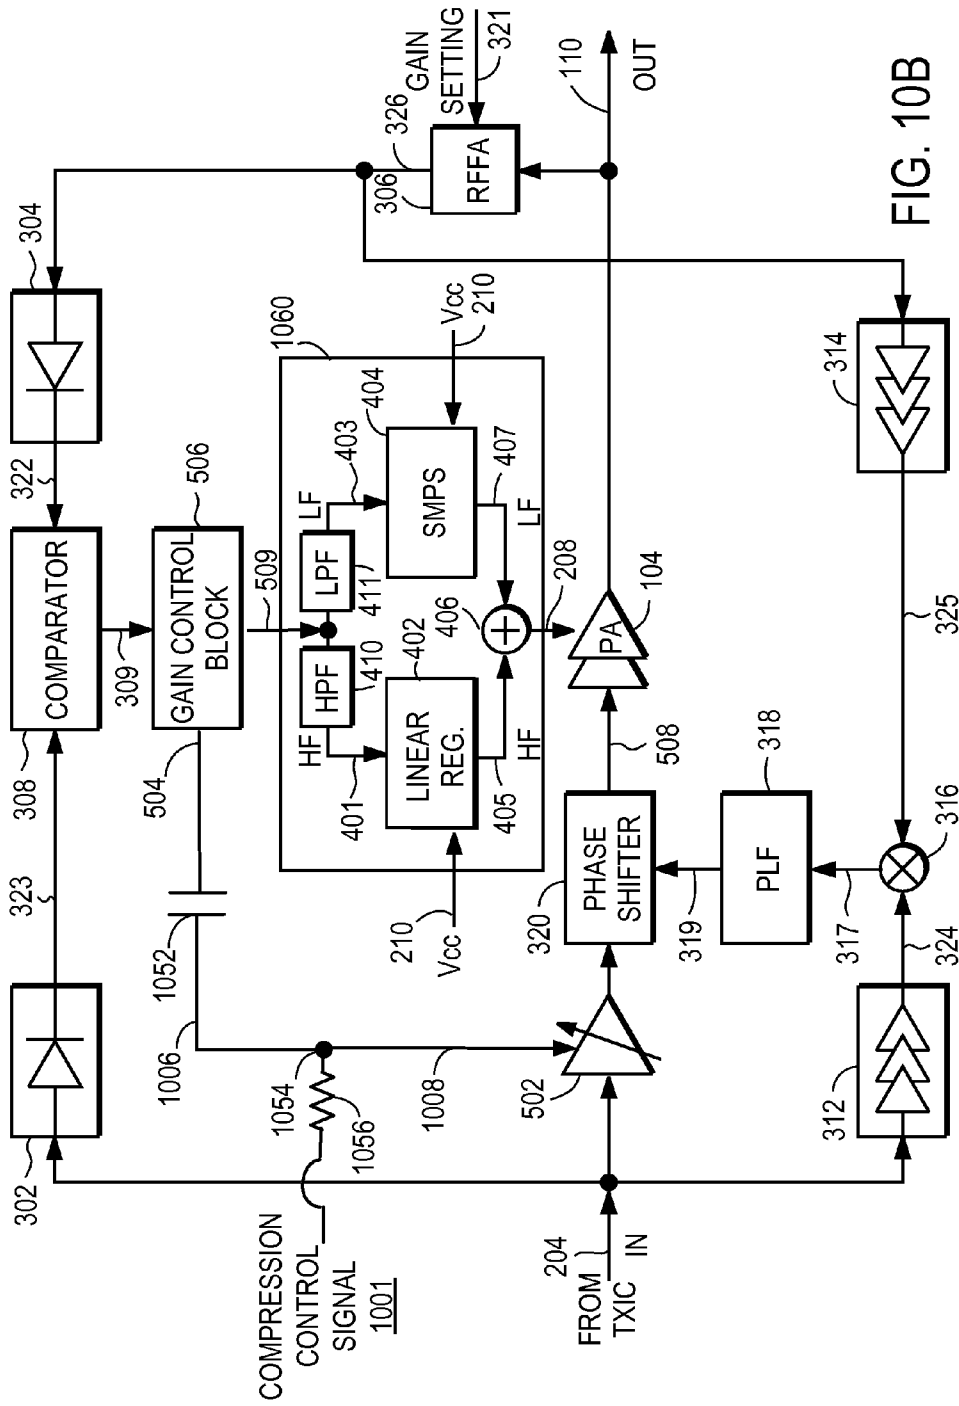 302
323
308
COMPARATOR
322
304
309
504
GAIN CONTROL
BLOCK
506
1052
1006
509
1060
HF
HPF
410
LPF
411
LF
401
403
LINEAR
REG.
402
SMPS
404
210
Vcc
Vcc
210
405
HF
406
407
LF
208
306
326
RFFA
GAIN
SETTING
321
COMPRESSION
CONTROL
SIGNAL
1001
1054
1056
1008
204
FROM
TXIC
IN
502
320
PHASE
SHIFTER
508
PA
104
110
OUT
319
PLF
318
317
312
324
316
325
314
FIG. 10B